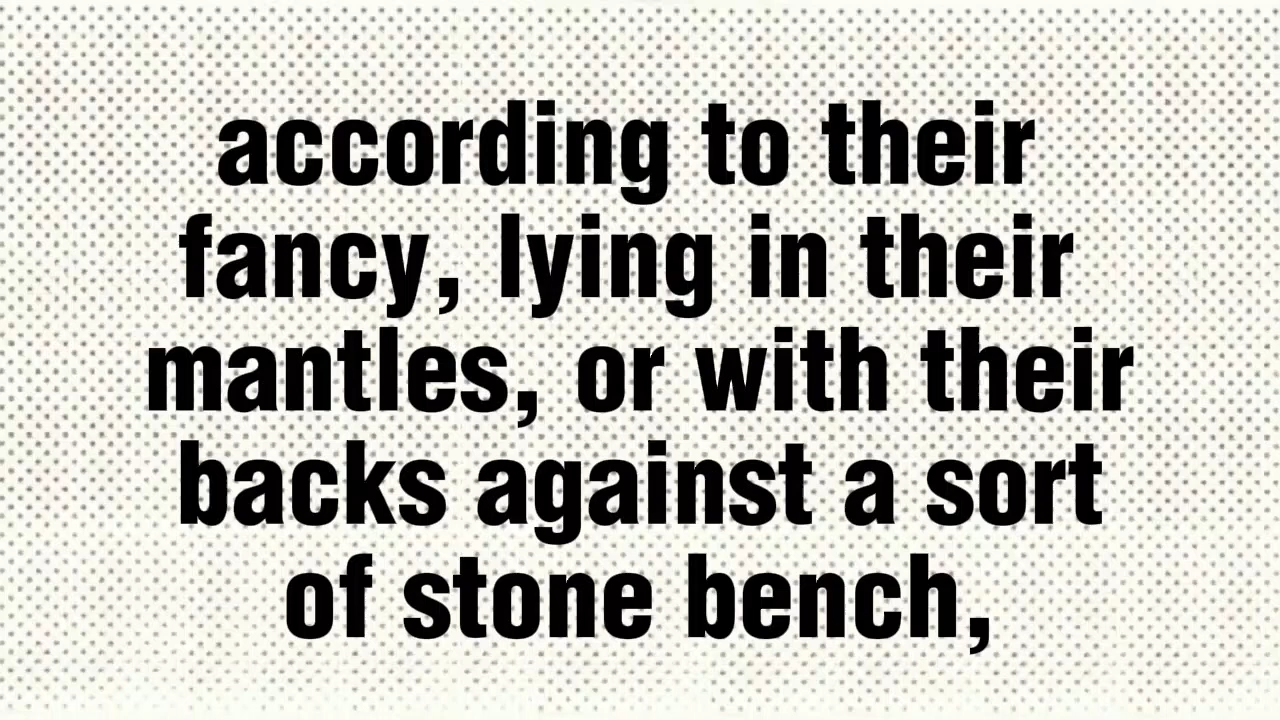 according to their
fancy, lying in their
mantles, or with their
backs against a sort
of stone bench,